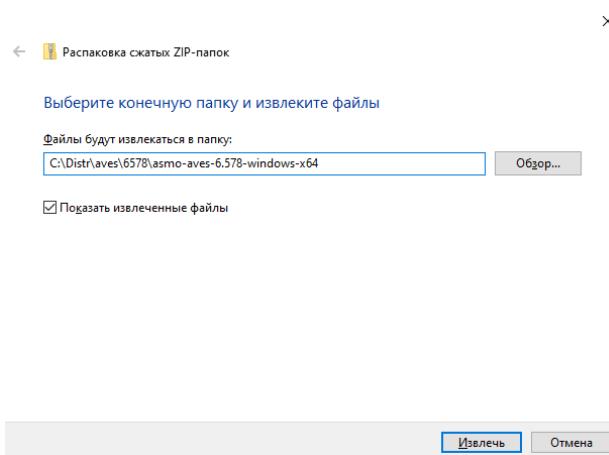 Распаковка сжатых ZIP-папок
Выберите конечную папку и извлеките файлы
Файлы будут извлекаться в папку:
C:\Distr\aves\6578\asmo-aves-6.578-windows-x64
Обзор...
Показать извлеченные файлы
Извлечь
Отмена